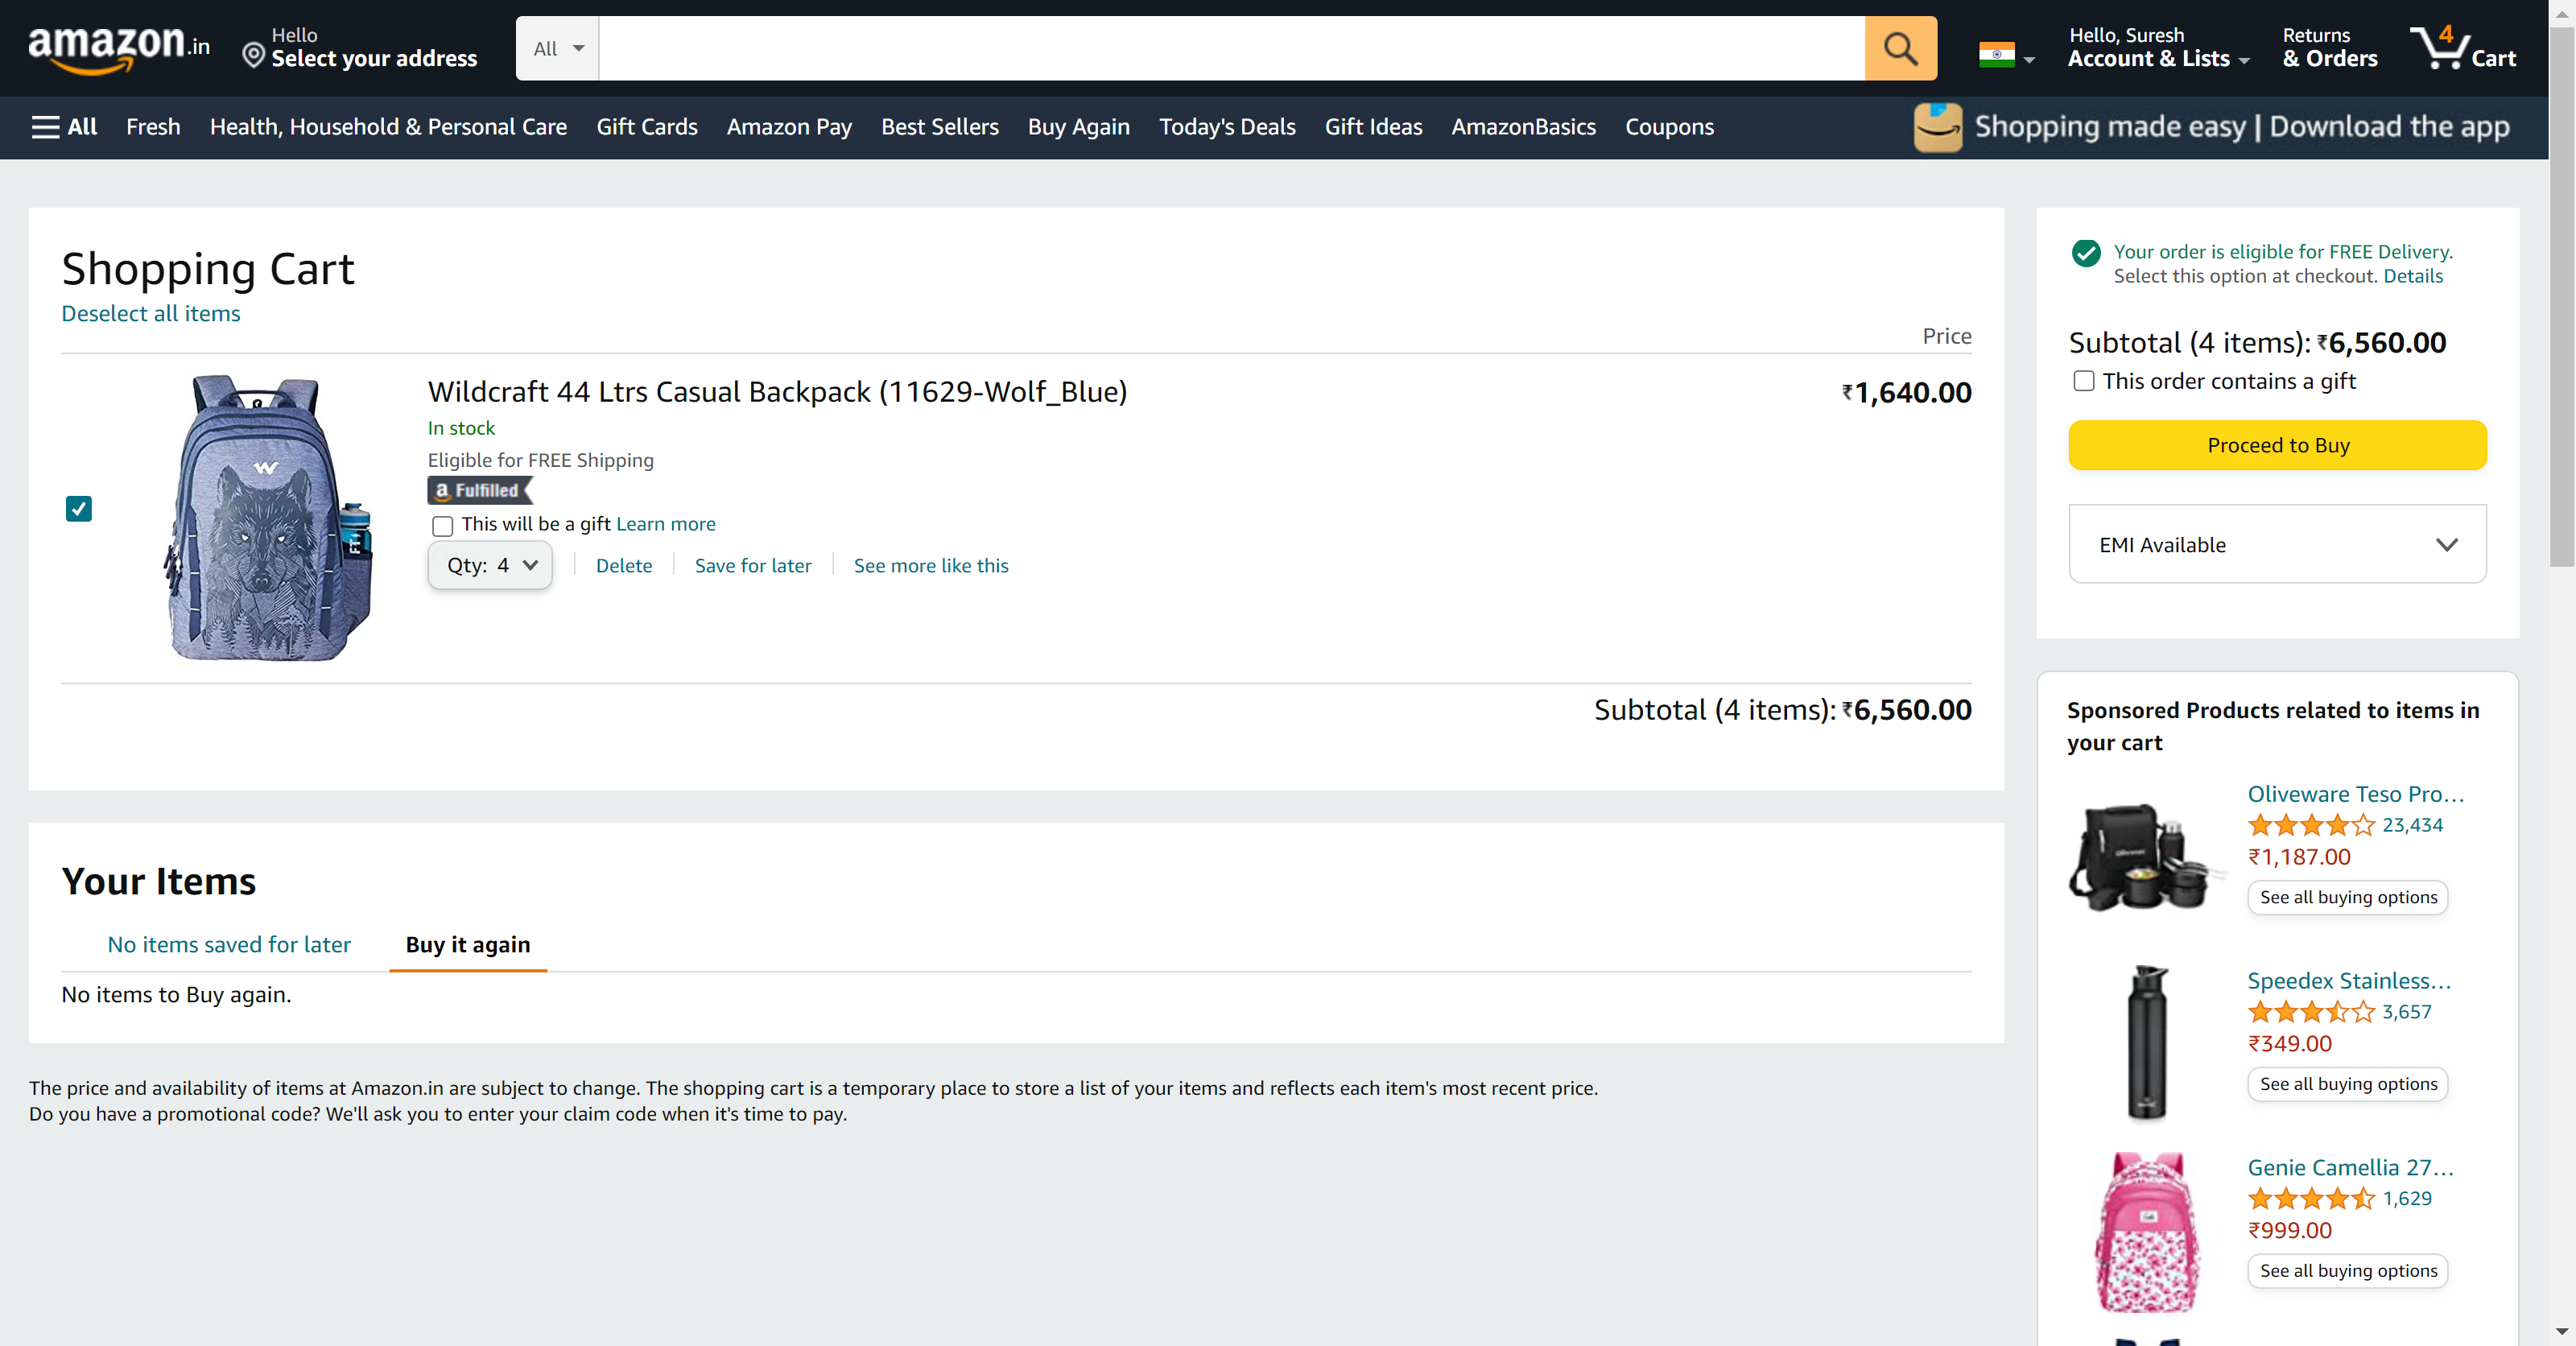 amazon.in
Hello
Select your address
All
Hello, Suresh
Account & Lists
Returns
& Orders
4
Cart
All
Fresh
Health, Household & Personal Care
Gift Cards
Amazon Pay
Best Sellers
Buy Again
Today's Deals
Gift Ideas
AmazonBasics
Coupons
Shopping made easy | Download the app
Shopping Cart
Deselect all items
Price
Wildcraft 44 Ltrs Casual Backpack (11629-Wolf_Blue)
₹1,640.00
In stock
Eligible for FREE Shipping
a Fulfilled
This will be a gift Learn more
Qty: 4
Delete
Save for later
See more like this
Subtotal (4 items): ₹6,560.00
Your Items
No items saved for later
Buy it again
No items to Buy again.
The price and availability of items at Amazon.in are subject to change. The shopping cart is a temporary place to store a list of your items and reflects each item's most recent price.
Do you have a promotional code? We'll ask you to enter your claim code when it's time to pay.
Your order is eligible for FREE Delivery.
Select this option at checkout. Details
Subtotal (4 items): ₹6,560.00
This order contains a gift
Proceed to Buy
EMI Available
Sponsored Products related to items in
your cart
Oliveware Teso Pro...
23,434
₹1,187.00
See all buying options
Speedex Stainless...
3,657
₹349.00
See all buying options
Genie Camellia 27...
1,629
₹999.00
See all buying options